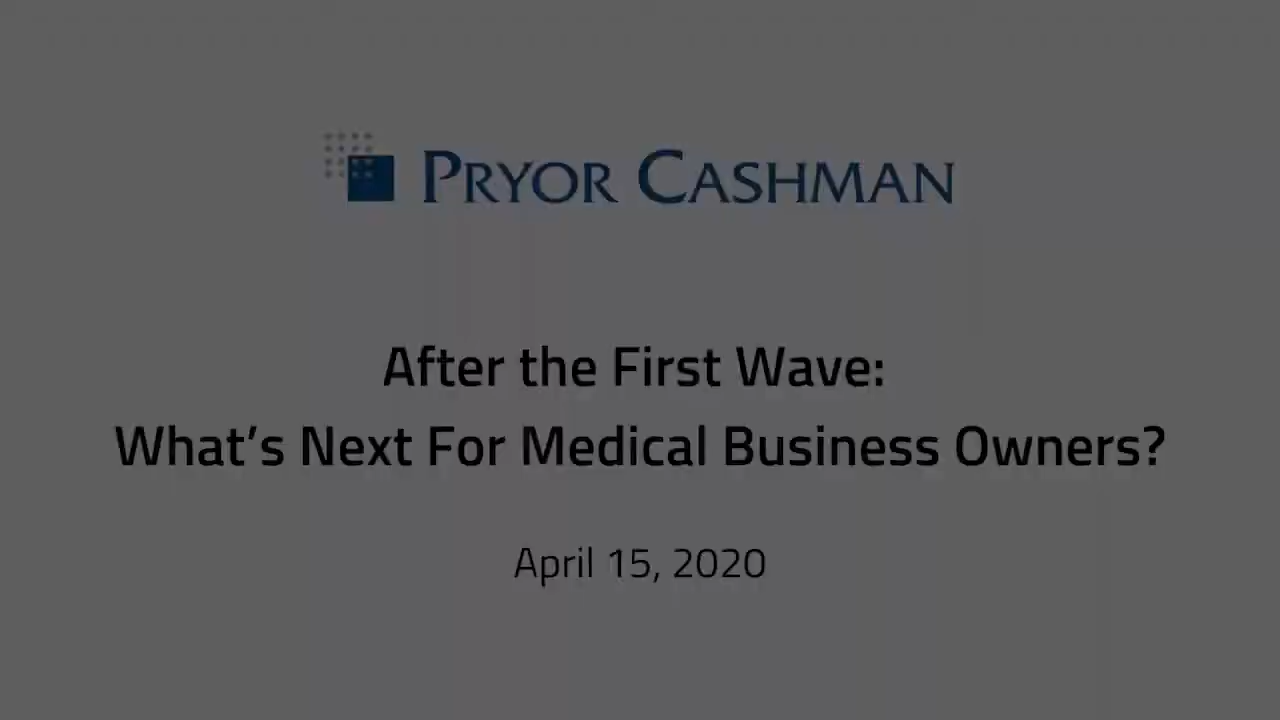 PRYOR CASHMAN
After the First Wave:
What’s Next For Medical Business Owners?
April 15, 2020